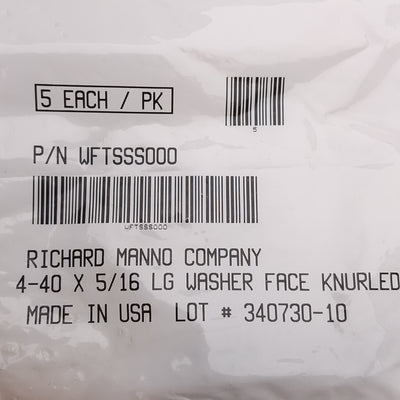 5 EACH / PK
5
P/N WFTSSS000
WFTSSS000
RICHARD MANNO COMPANY
4-40 X 5/16 LG WASHER FACE KNURLED
MADE IN USA LOT # 340730-10